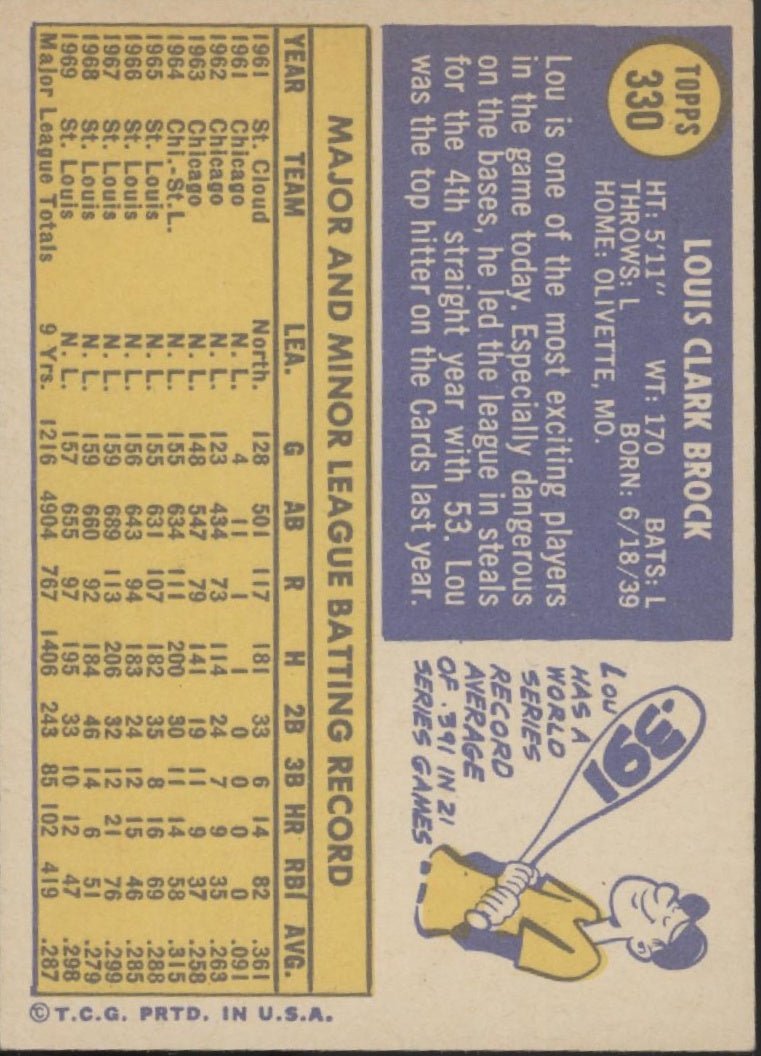 TOPPS
330
LOUIS CLARK BROCK
HT: 5'11" WT: 170 BATS: L
THROWS: L BORN: 6/18/39
HOME: OLIVETTE, MO.
Lou is one of the most exciting players
in the game today. Especially dangerous
on the bases, he led the league in steals
for the 4th straight year with 53. Lou
was the top hitter on the Cards last year.
.391
LOU
HAS A
WORLD
SERIES
RECORD
AVERAGE
OF .391 IN 21
SERIES GAMES.
MAJOR AND MINOR LEAGUE BATTING RECORD
YEAR TEAM LEA. G AB R H 2B 3B HR RBI AVG.
1961 St. Cloud North. 128 501 117 181 33 6 14 82 .361
1961 Chicago N. L. 4 11 1 1 0 0 0 0 .091
1962 Chicago N. L. 123 434 73 114 24 7 9 35 .263
1963 Chicago N. L. 148 547 79 141 19 11 9 37 .258
1964 Chi.-St.L. N. L. 155 634 111 200 30 11 14 58 .315
1965 St. Louis N. L. 155 631 107 182 35 8 16 69 .288
1966 St. Louis N. L. 156 643 94 183 24 12 15 46 .285
1967 St. Louis N. L. 159 689 113 206 32 12 21 76 .299
1968 St. Louis N. L. 159 660 92 184 46 14 6 51 .279
1969 St. Louis N. L. 157 655 97 195 33 10 12 47 .298
Major League Totals 9 Yrs. 1216 4904 767 1406 243 85 102 419 .287
© T.C.G. PRTD. IN U.S.A.